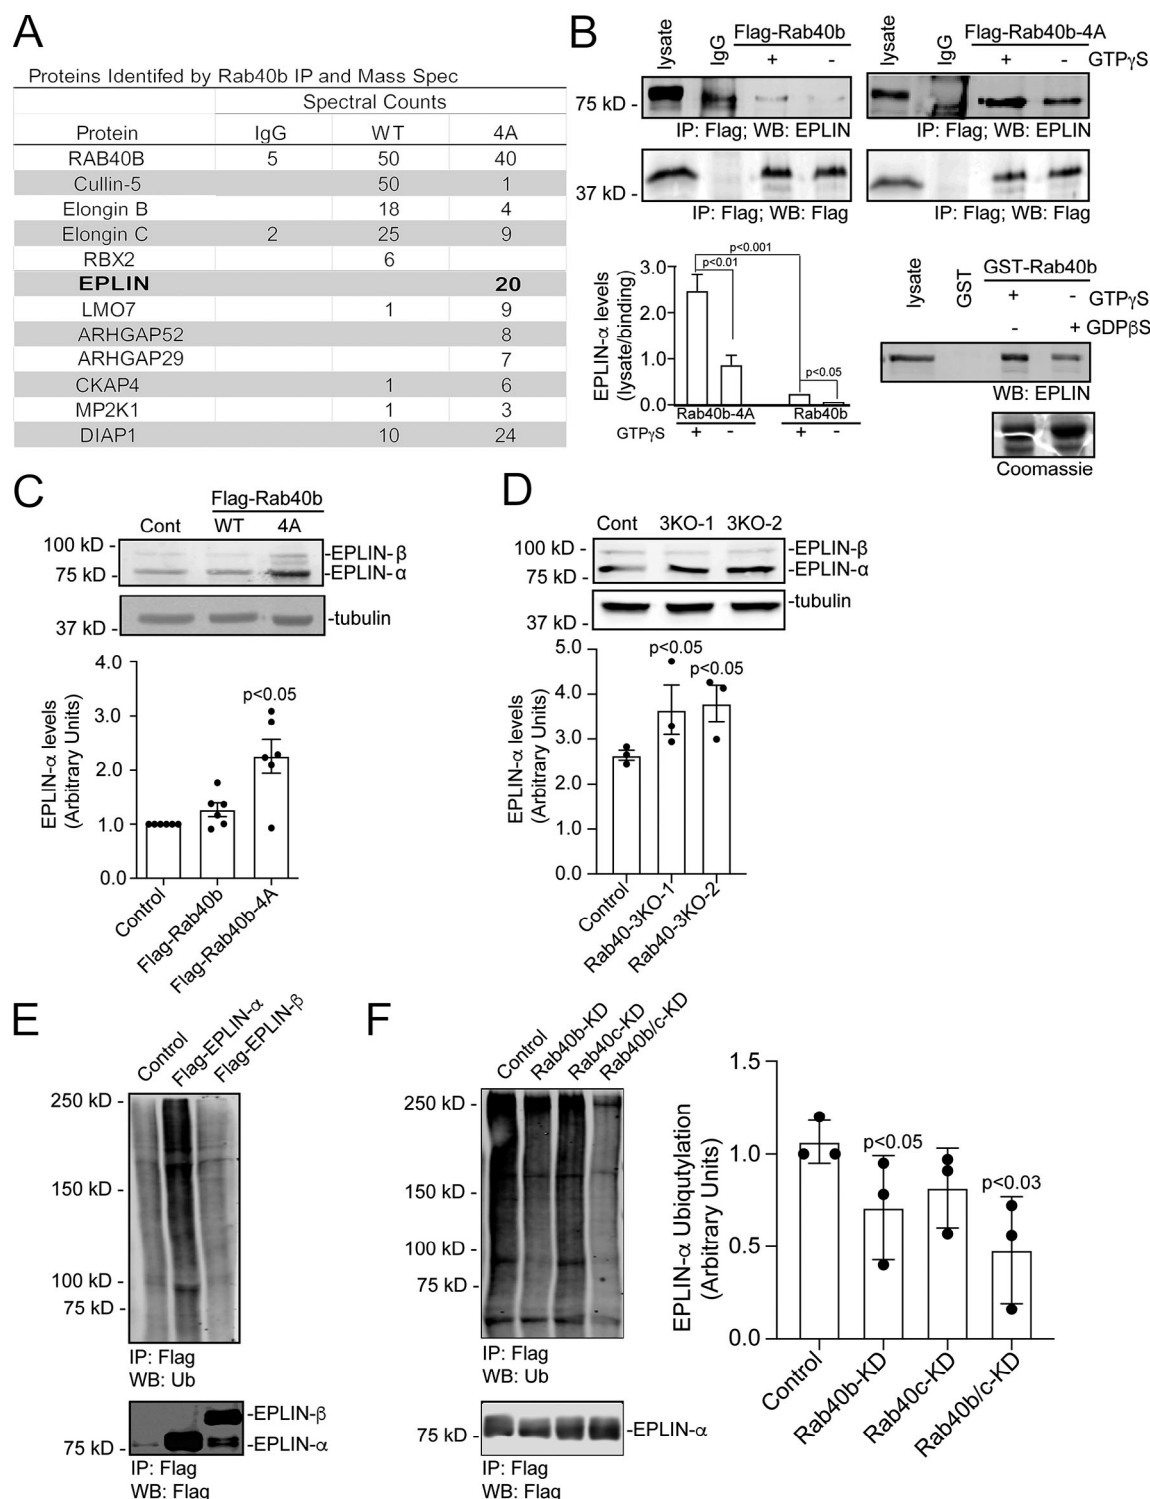 A
Proteins Identifed by Rab40b IP and Mass Spec
Spectral Counts
Protein IgG WT 4A
RAB40B 5 50 40
Cullin-5 50 1
Elongin B 18 4
Elongin C 2 25 9
RBX2 6
EPLIN 20
LMO7 1 9
ARHGAP52 8
ARHGAP29 7
CKAP4 1 6
MP2K1 1 3
DIAP1 10 24
B
lysate
IgG
Flag-Rab40b
+ -
lysate
IgG
Flag-Rab40b-4A
+ - GTPγS
75 kD -
IP: Flag; WB: EPLIN
IP: Flag; WB: EPLIN
37 kD -
IP: Flag; WB: Flag
IP: Flag; WB: Flag
EPLIN-α levels
(lysate/binding)
3.0
2.0
1.0
0.0
p<0.001
p<0.01
p<0.05
Rab40b-4A Rab40b
GTPγS + - + -
lysate
GST
GST-Rab40b
+ - GTPγS
- + GDPβS
WB: EPLIN
Coomassie
C
Flag-Rab40b
Cont WT 4A
100 kD -
75 kD -
-EPLIN-β
-EPLIN-α
37 kD -
-tubulin
EPLIN-α levels
(Arbitrary Units)
4.0
3.0
2.0
1.0
0.0
p<0.05
Control
Flag-Rab40b
Flag-Rab40b-4A
D
Cont 3KO-1 3KO-2
100 kD -
75 kD -
-EPLIN-β
-EPLIN-α
37 kD -
-tubulin
EPLIN-α levels
(Arbitrary Units)
5.0
4.0
3.0
2.0
1.0
0.0
p<0.05
p<0.05
Control
Rab40-3KO-1
Rab40-3KO-2
E
Control
Flag-EPLIN-α
Flag-EPLIN-β
250 kD -
150 kD -
100 kD -
75 kD -
IP: Flag
WB: Ub
-EPLIN-β
75 kD -
-EPLIN-α
IP: Flag
WB: Flag
F
Control
Rab40b-KD
Rab40c-KD
Rab40b/c-KD
250 kD -
150 kD -
100 kD -
75 kD -
IP: Flag
WB: Ub
75 kD -
-EPLIN-α
IP: Flag
WB: Flag
EPLIN-α Ubiqutylation
(Arbitrary Units)
1.5
1.0
0.5
0.0
p<0.05
p<0.03
Control
Rab40b-KD
Rab40c-KD
Rab40b/c-KD